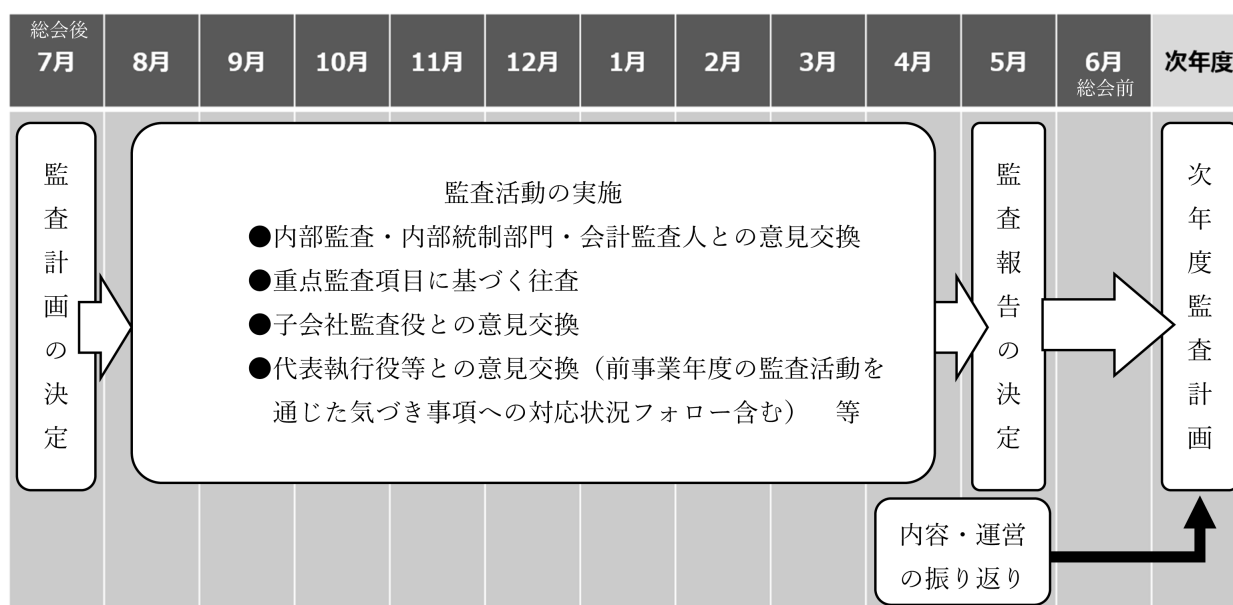 総会後
7月
8月
9月
10月
11月
12月
1月
2月
3月
4月
5月
6月
総会前
次年度
監査計画の決定
監査活動の実施
●内部監査・内部統制部門・会計監査人との意見交換
●重点監査項目に基づく往査
●子会社監査役との意見交換
●代表執行役等との意見交換（前事業年度の監査活動を
通じた気づき事項への対応状況フォロー含む）　等
監査報告の決定
次年度監査計画
内容・運営
の振り返り